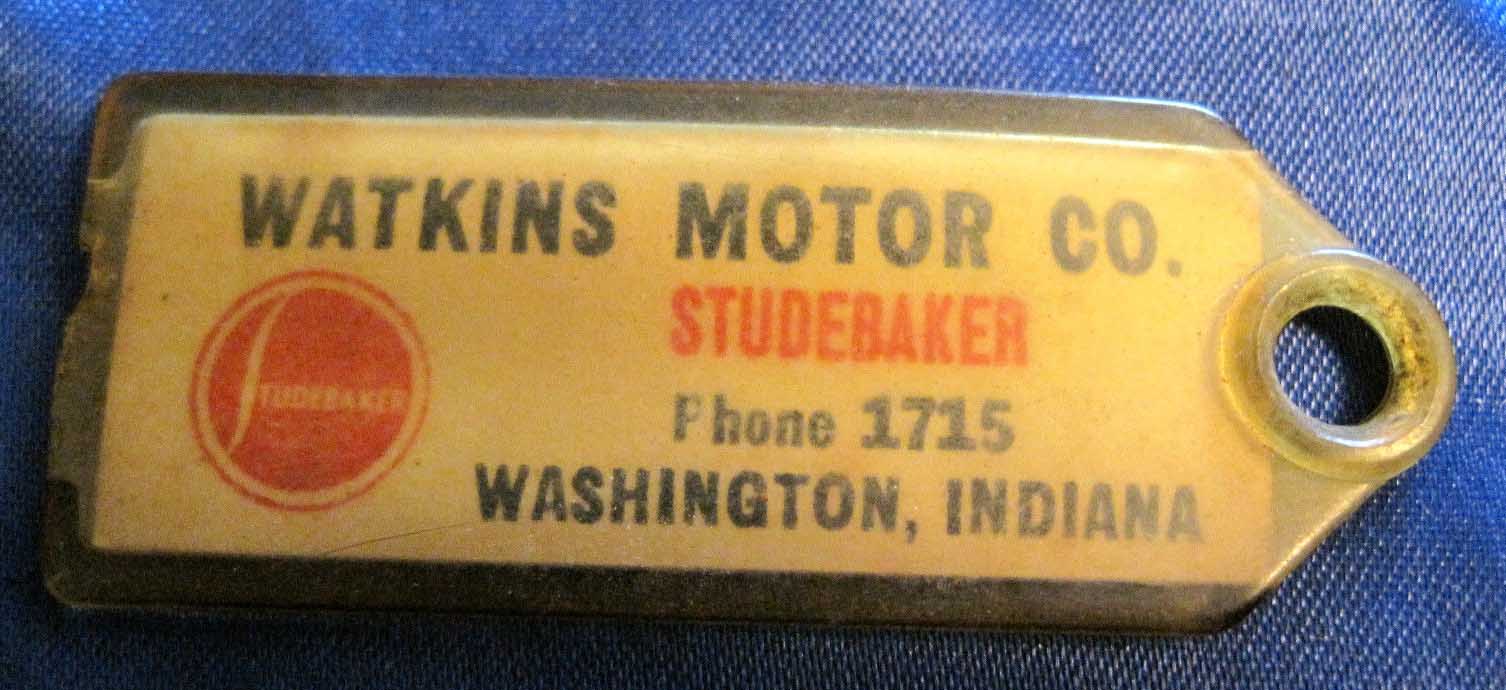 WATKINS MOTOR CO.
STUDEBAKER
STUDEBAKER
Phone 1715
WASHINGTON, INDIANA